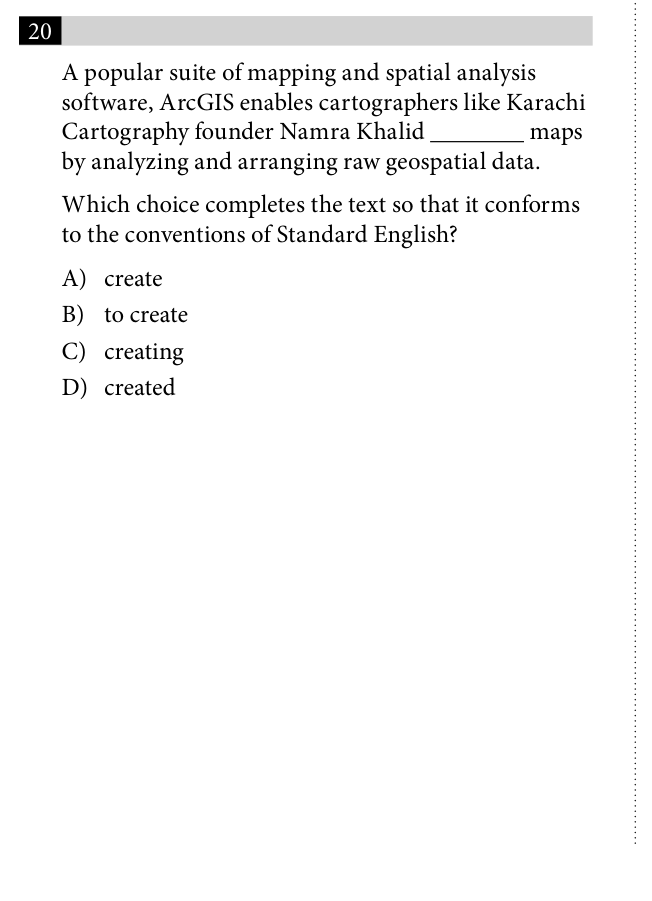 20
A popular suite of mapping and spatial analysis
software, ArcGIS enables cartographers like Karachi
Cartography founder Namra Khalid ________ maps
by analyzing and arranging raw geospatial data.
Which choice completes the text so that it conforms
to the conventions of Standard English?
A) create
B) to create
C) creating
D) created